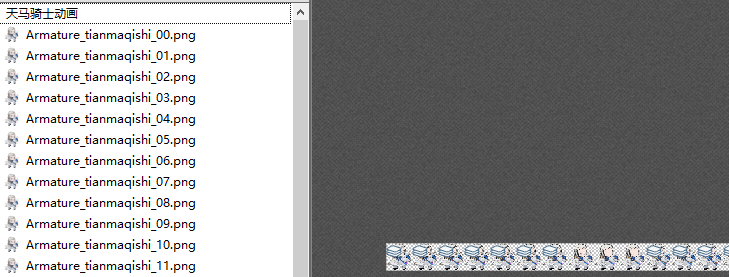 天马骑士动画
Armature_tianmaqishi_00.png
Armature_tianmaqishi_01.png
Armature_tianmaqishi_02.png
Armature_tianmaqishi_03.png
Armature_tianmaqishi_04.png
Armature_tianmaqishi_05.png
Armature_tianmaqishi_06.png
Armature_tianmaqishi_07.png
Armature_tianmaqishi_08.png
Armature_tianmaqishi_09.png
Armature_tianmaqishi_10.png
Armature_tianmaqishi_11.png